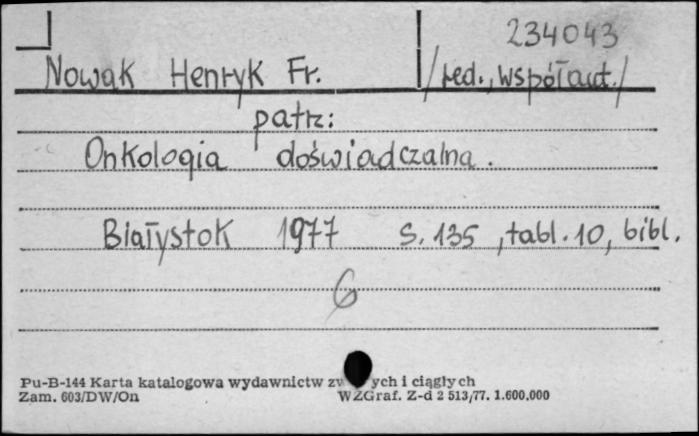 234043
Nowak Henryk Fr. /red., współaut./
patrz:
Onkologia doświadczalna.
Białystok 1977 S. 135, tabl. 10, bibl.
6
Pu-B-144 Karta katalogowa wydawnictw ych i ciągłych
Zam. 603/DW/On WZGraf. Z-d 2 513/77. 1.600.000